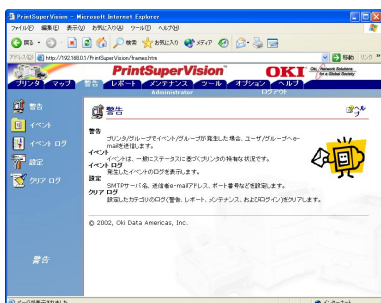 PrintSuperVision - Microsoft Internet Explorer
ファイル(F) 編集(E) 表示(V) お気に入り(A) ツール(T) ヘルプ(H)
戻る 検索 お気に入り メディア
アドレス(D) http://192.168.0.1/PrintSuperVision/frames.htm 移動 リンク
PrintSuperVision OKI
プリンタ マップ 警告 レポート メンテナンス ツール オプション ヘルプ
Administrator ログアウト
警告
イベント
イベント ログ
設定
クリア ログ
警告
警告
警告
プリンタ/グループでイベント/グループが発生した場合、ユーザ/グループへe-mailを送信します。
イベント
イベントは、一般にステータスに基づくプリンタの特有な状況です。
イベント ログ
発生したイベントのログを表示します。
設定
SMTPサーバ名、送信者e-mailアドレス、ポート番号などを設定します。
クリア ログ
設定したカテゴリのログ(警告、レポート、メンテナンス、およびログイン)をクリアします。
© 2002, Oki Data Americas, Inc.
ページが表示されました
インターネット